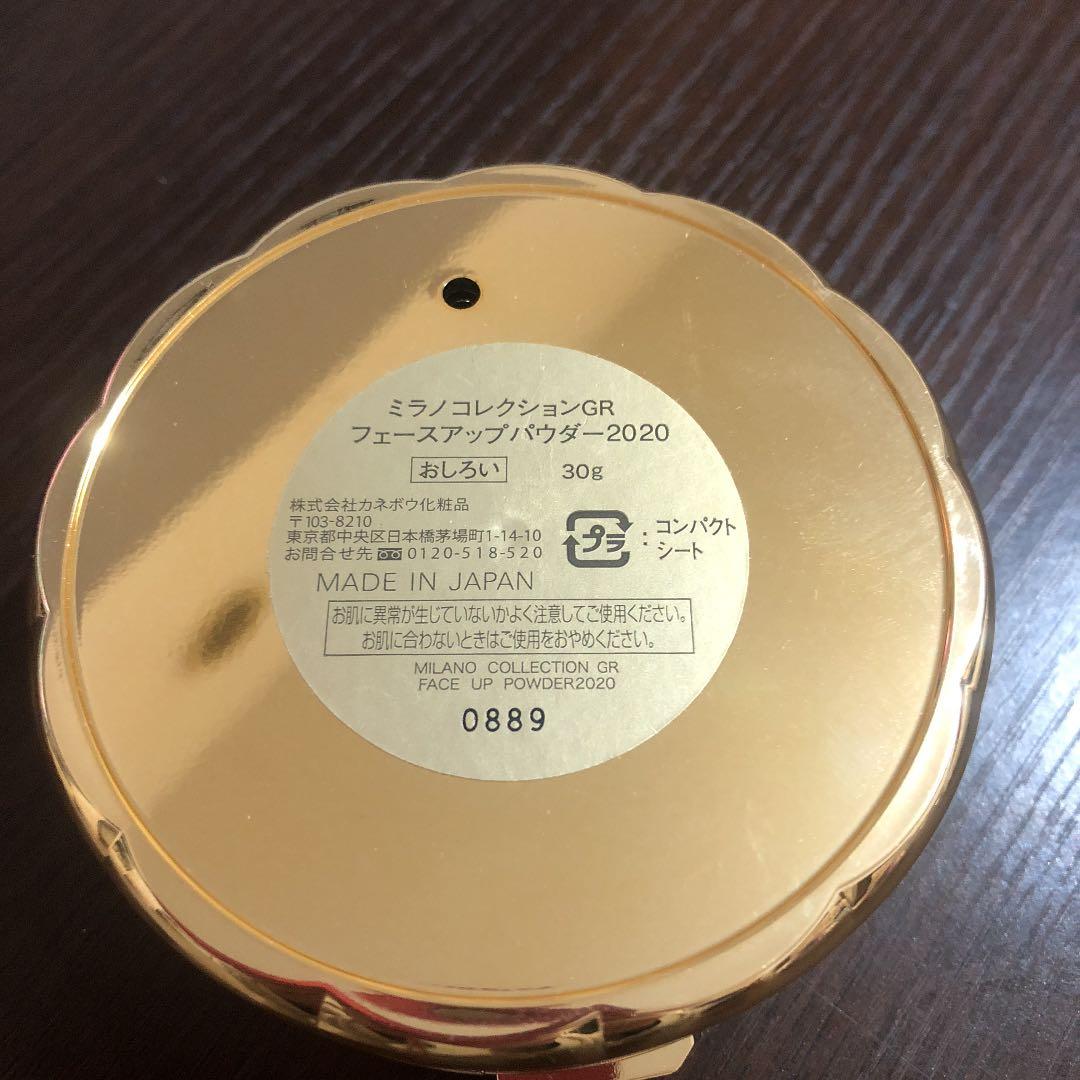 ミラノコレクションGR
フェースアップパウダー2020
おしろい 30g
株式会社カネボウ化粧品
〒103-8210
東京都中央区日本橋茅場町1-14-10
お問合せ先 0120-518-520
プラ : コンパクト
シート
MADE IN JAPAN
お肌に異常が生じていないかよく注意してご使用ください。
お肌に合わないときはご使用をおやめください。
MILANO COLLECTION GR
FACE UP POWDER2020
0889